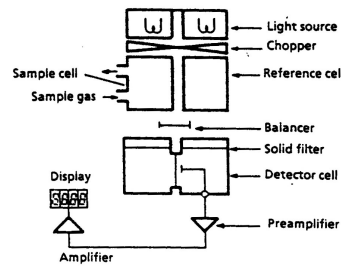 Light source
Chopper
Sample cell
Reference cel
Sample gas
Balancer
Solid filter
Display
Detector cell
Preamplifier
Amplifier